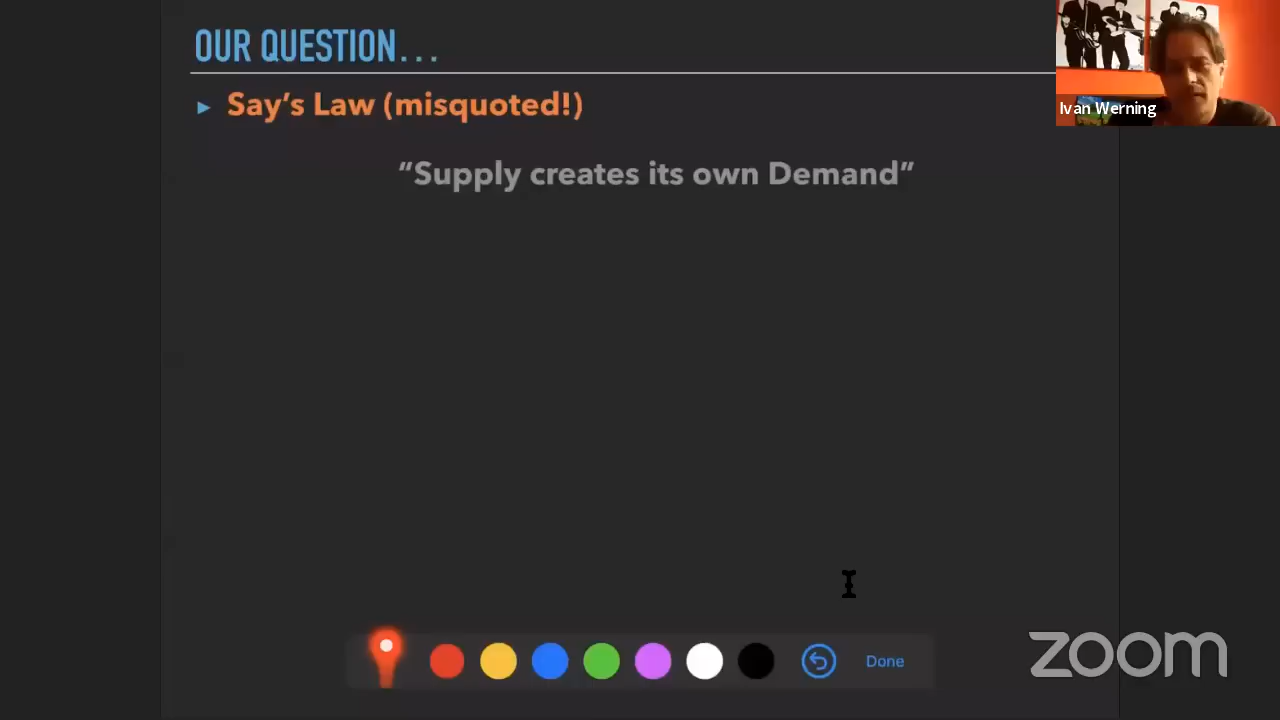 OUR QUESTION...
▸ Say’s Law (misquoted!)
“Supply creates its own Demand”
Ivan Werning
Done
zoom